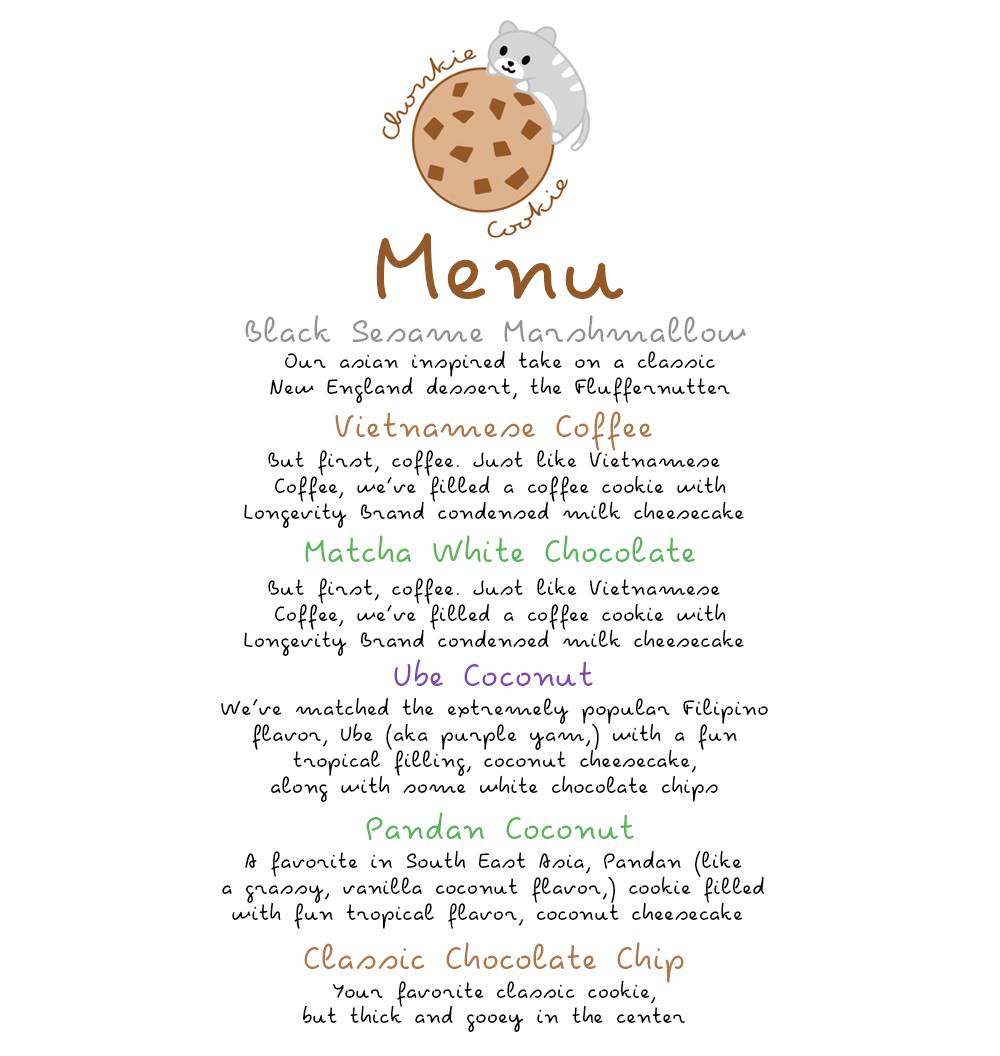 Chonkie
Cookie
Menu
Black Sesame Marshmallow
Our asian inspired take on a classic
New England dessert, the Fluffernutter
Vietnamese Coffee
But first, coffee. Just like Vietnamese
Coffee, we've filled a coffee cookie with
Longevity Brand condensed milk cheesecake
Matcha White Chocolate
But first, coffee. Just like Vietnamese
Coffee, we've filled a coffee cookie with
Longevity Brand condensed milk cheesecake
Ube Coconut
We've matched the extremely popular Filipino
flavor, Ube (aka purple yam,) with a fun
tropical filling, coconut cheesecake,
along with some white chocolate chips
Pandan Coconut
A favorite in South East Asia, Pandan (like
a grassy, vanilla coconut flavor,) cookie filled
with fun tropical flavor, coconut cheesecake
Classic Chocolate Chip
Your favorite classic cookie,
but thick and gooey in the center